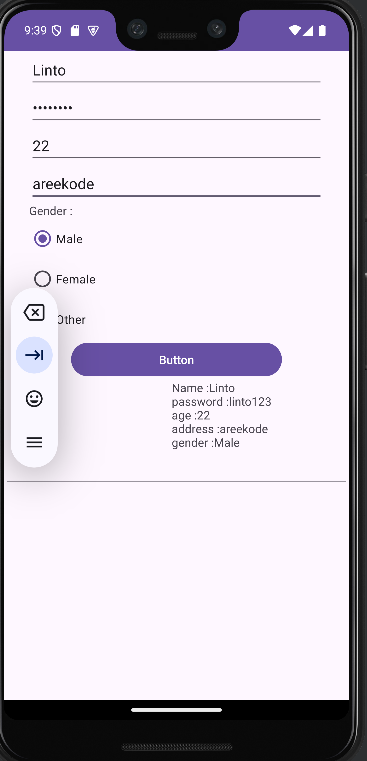 9:39
Linto
••••••••
22
areekode
Gender :
Male
Female
Other
Button
Name :Linto
password :linto123
age :22
address :areekode
gender :Male